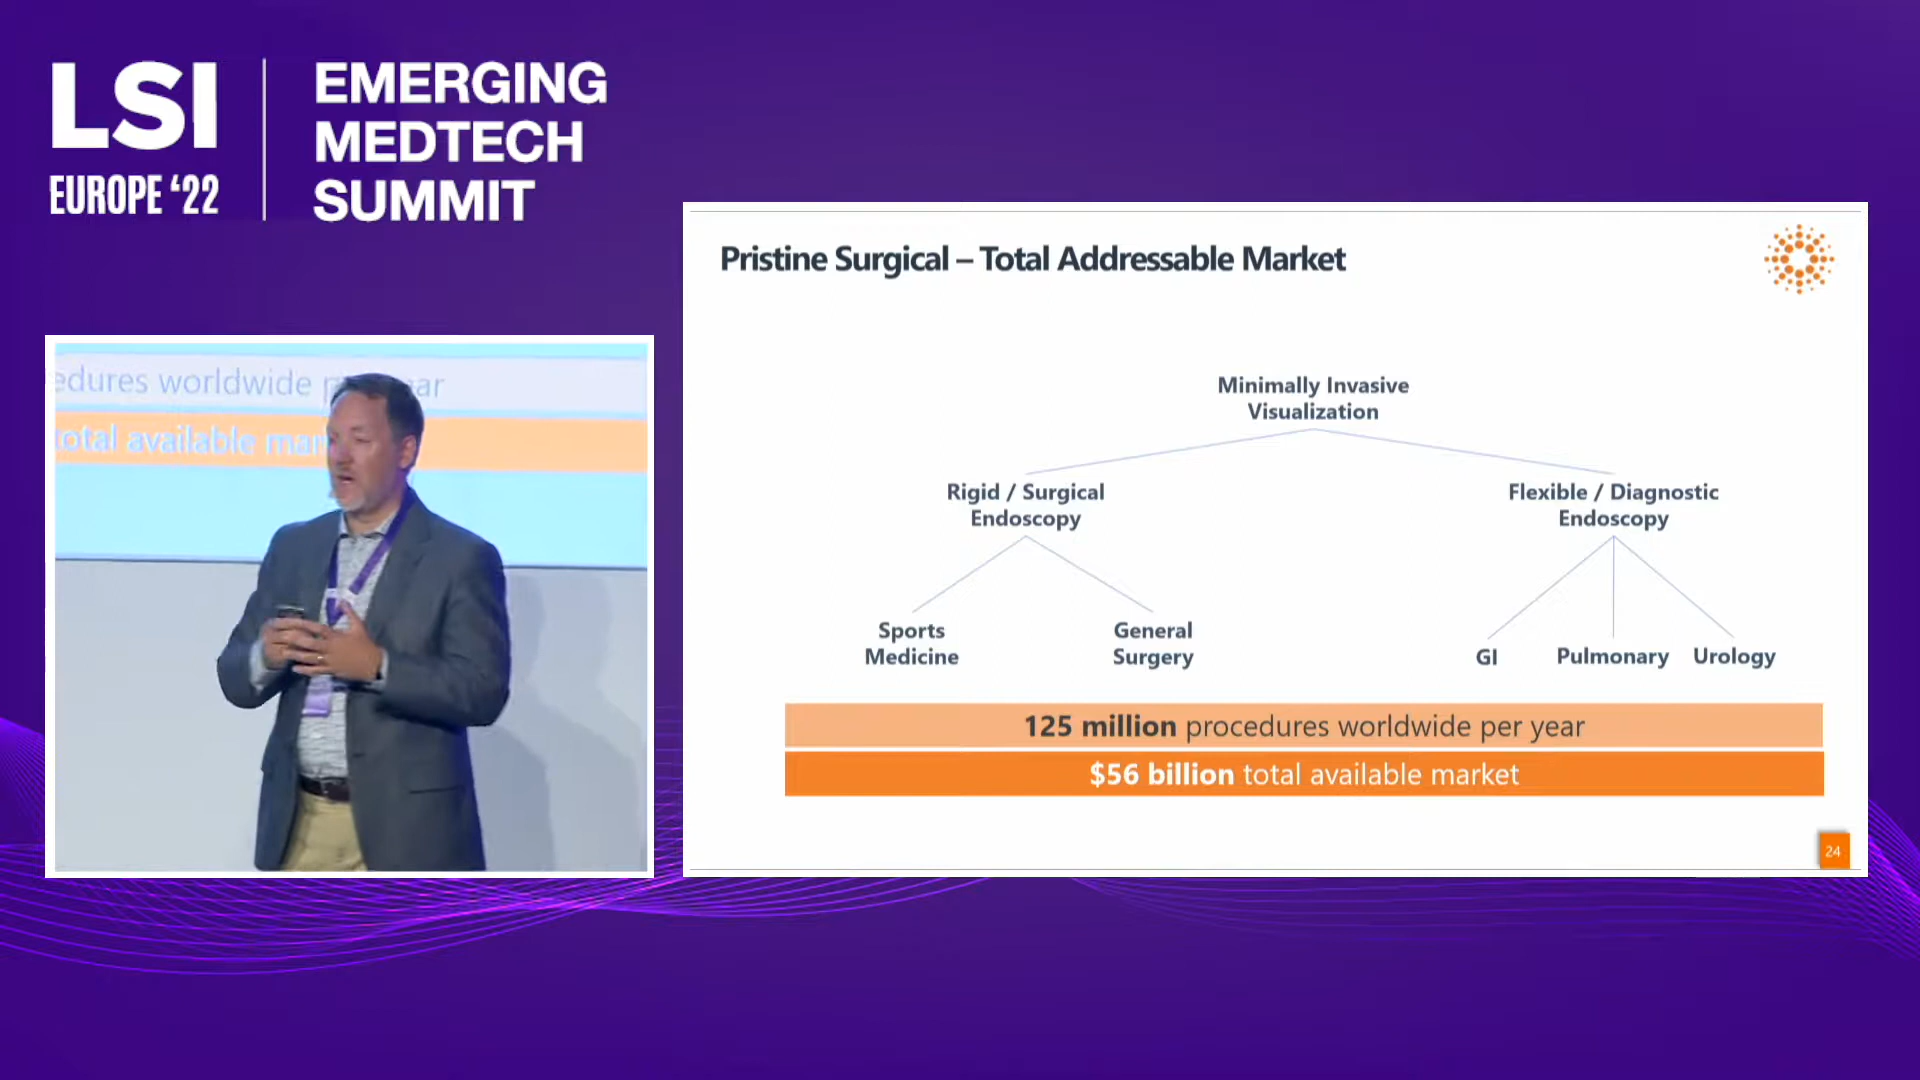 LSI
EUROPE ‘22
EMERGING
MEDTECH
SUMMIT
Pristine Surgical – Total Addressable Market
Minimally Invasive
Visualization
Rigid / Surgical
Endoscopy
Flexible / Diagnostic
Endoscopy
Sports
Medicine
General
Surgery
GI
Pulmonary
Urology
125 million procedures worldwide per year
$56 billion total available market
24
edures worldwide
total available